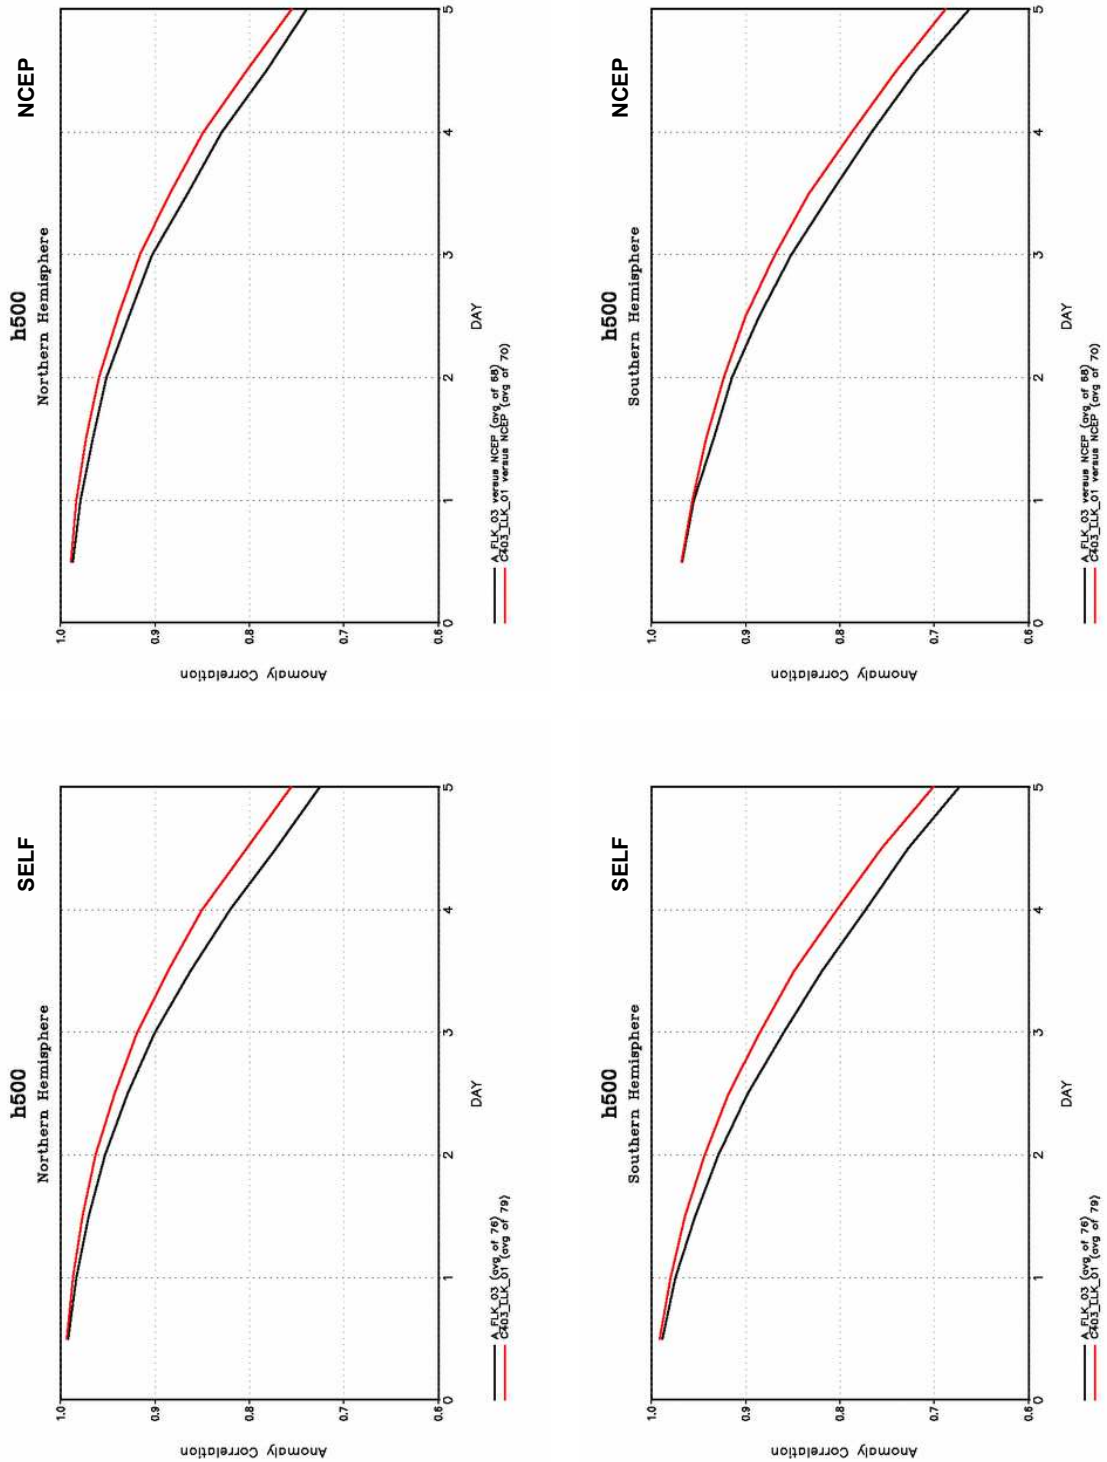 h500
SELF
Northern Hemisphere
Anomaly Correlation
1.0
0.9
0.8
0.7
0.6
0
1
2
3
4
5
DAY
A_FLK_03 (avg of 76)
(avg of 79)
h500
NCEP
Northern Hemisphere
Anomaly Correlation
1.0
0.9
0.8
0.7
0.6
0
1
2
3
4
5
DAY
A_FLK_03 versus NCEP (avg of 68)
versus NCEP (avg of 70)
h500
SELF
Southern Hemisphere
Anomaly Correlation
1.0
0.9
0.8
0.7
0.6
0
1
2
3
4
5
DAY
A_FLK_03 (avg of 76)
(avg of 79)
h500
NCEP
Southern Hemisphere
Anomaly Correlation
1.0
0.9
0.8
0.7
0.6
0
1
2
3
4
5
DAY
A_FLK_03 versus NCEP (avg of 68)
versus NCEP (avg of 70)